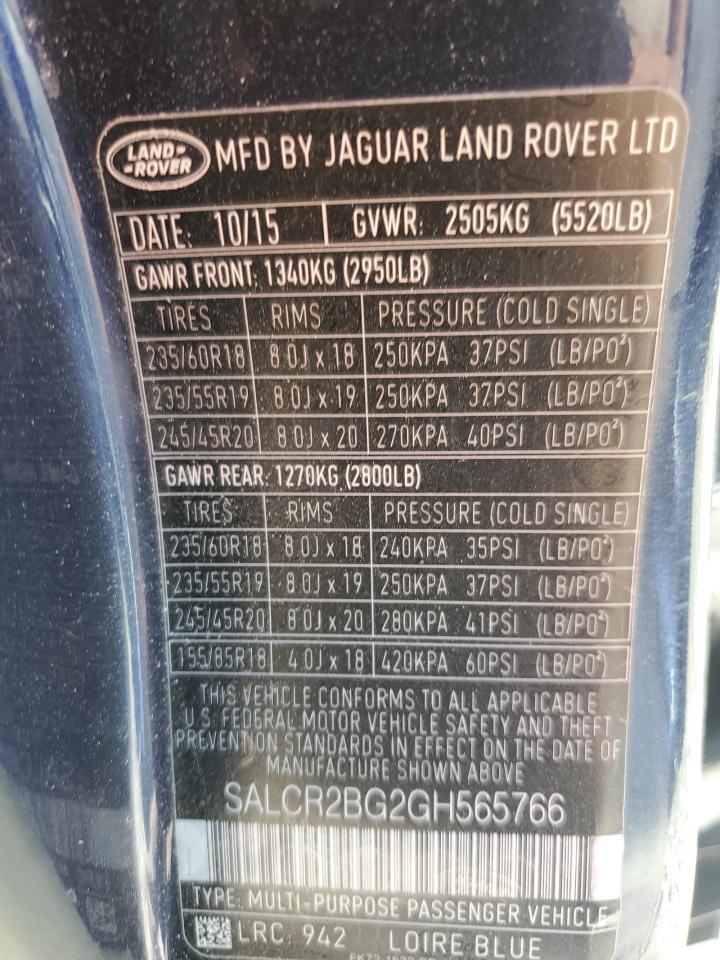 LAND-
-ROVER
MFD BY JAGUAR LAND ROVER LTD
DATE: 10/15 GVWR: 2505KG (5520LB)
GAWR FRONT: 1340KG (2950LB)
TIRES RIMS PRESSURE (COLD SINGLE)
235/60R18 8.0J x 18 250KPA 37PSI (LB/PO²)
235/55R19 8.0J x 19 250KPA 37PSI (LB/PO²)
245/45R20 8.0J x 20 270KPA 40PSI (LB/PO²)
GAWR REAR: 1270KG (2800LB)
TIRES RIMS PRESSURE (COLD SINGLE)
235/60R18 8.0J x 18 240KPA 35PSI (LB/PO²)
235/55R19 8.0J x 19 250KPA 37PSI (LB/PO²)
245/45R20 8.0J x 20 280KPA 41PSI (LB/PO²)
155/85R18 4.0J x 18 420KPA 60PSI (LB/PO²)
THIS VEHICLE CONFORMS TO ALL APPLICABLE
U.S. FEDERAL MOTOR VEHICLE SAFETY AND THEFT
PREVENTION STANDARDS IN EFFECT ON THE DATE OF
MANUFACTURE SHOWN ABOVE
SALCR2BG2GH565766
TYPE: MULTI-PURPOSE PASSENGER VEHICLE
LRC: 942 LOIRE BLUE